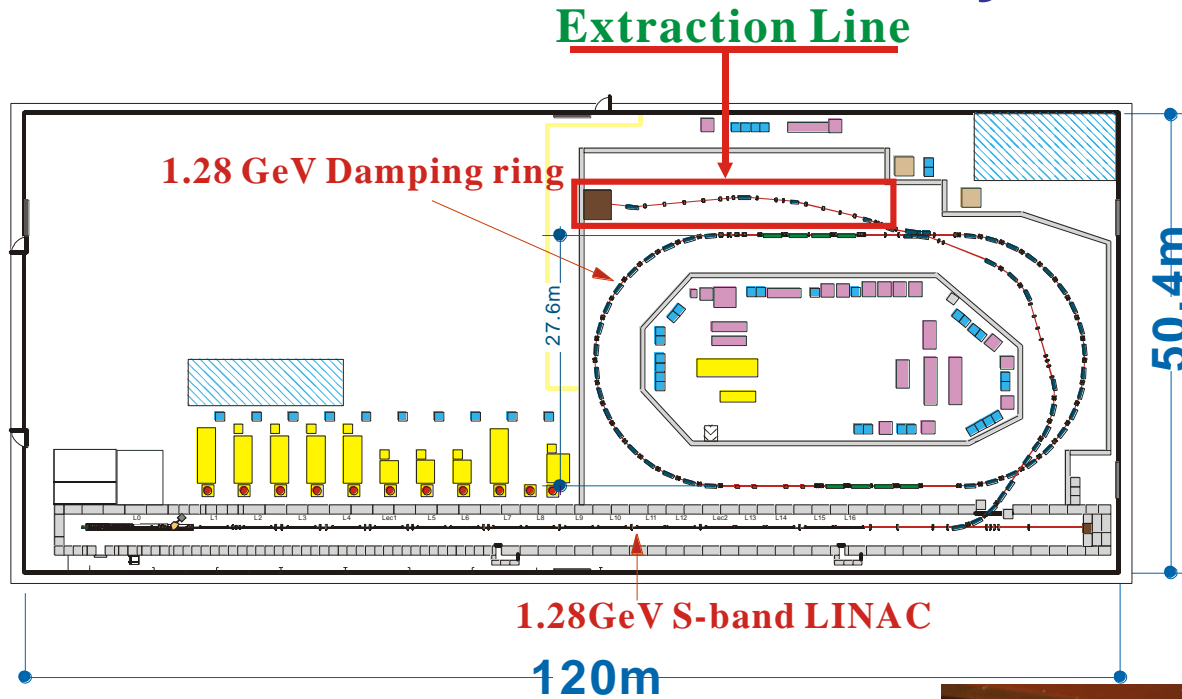 Extraction Line
1.28 GeV Damping ring
27.6m
50.4m
L0 L1 L2 L3 L4 Lec1 L5 L6 L7 L8 L9 L10 L11 L12 Lec2 L13 L14 L15 L16
1.28GeV S-band LINAC
120m